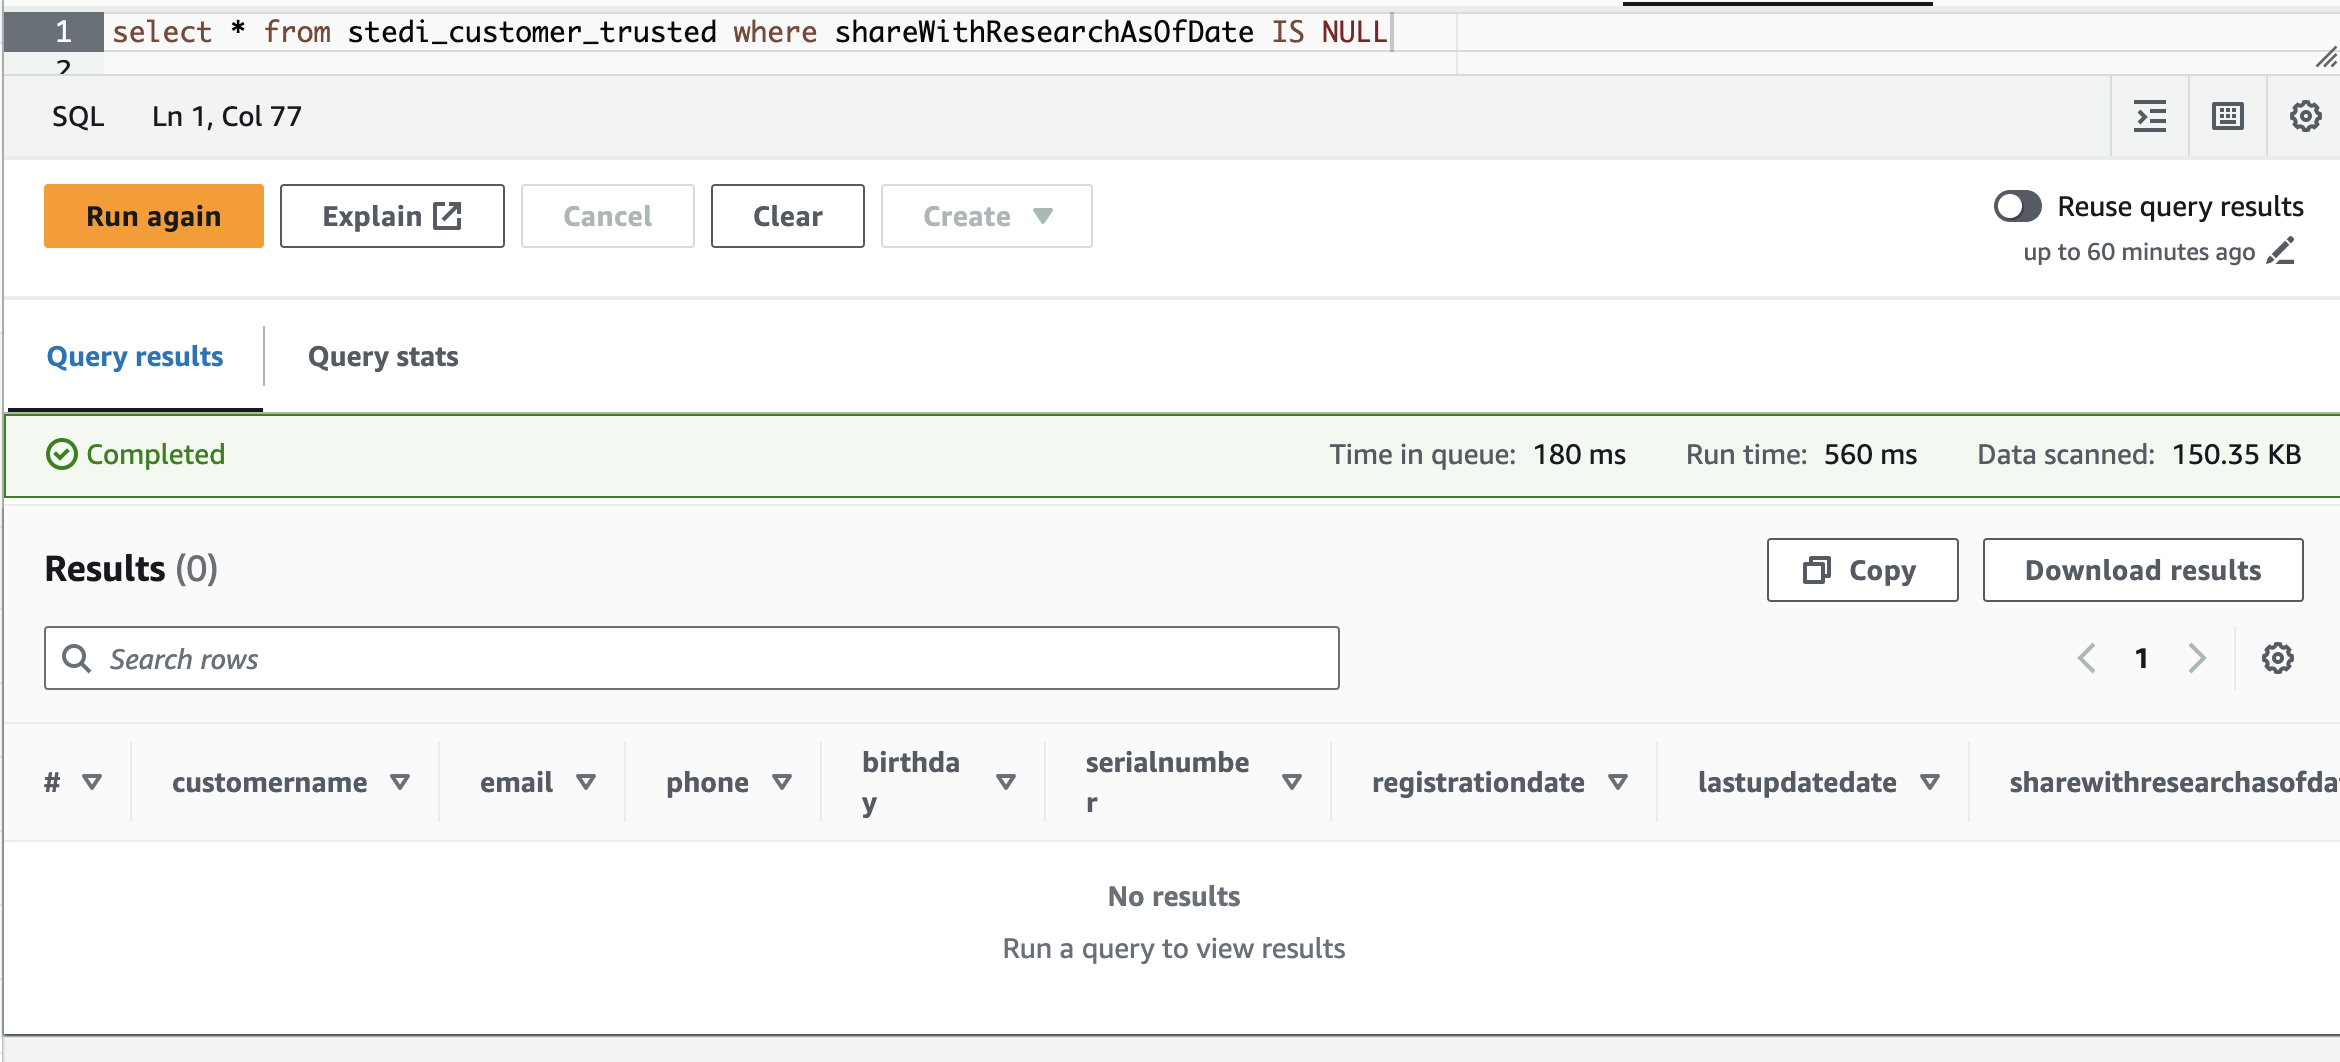 1 select * from stedi_customer_trusted where shareWithResearchAsOfDate IS NULL
2
SQL Ln 1, Col 77
Run again Explain Cancel Clear Create Reuse query results
up to 60 minutes ago
Query results Query stats
Completed Time in queue: 180 ms Run time: 560 ms Data scanned: 150.35 KB
Results (0) Copy Download results
Search rows 1
# customername email phone birthda
y serialnumbe
r registrationdate lastupdatedate sharewithresearchasofda
No results
Run a query to view results